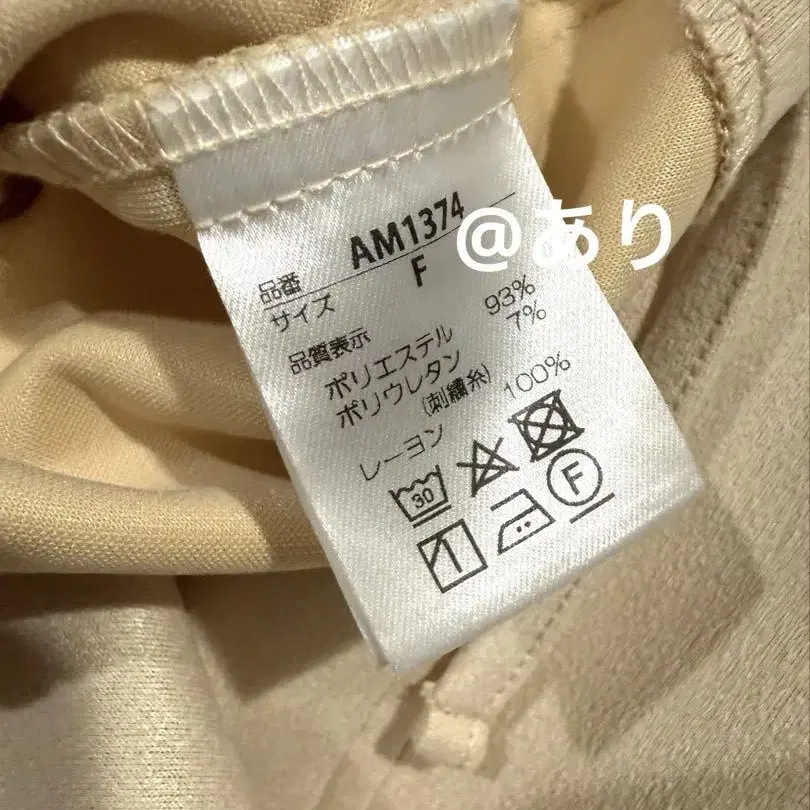 品番 AM1374
サイズ F
@あり
品質表示
ポリエステル 93%
ポリウレタン 7%
(刺繍糸)
レーヨン 100%
30
F